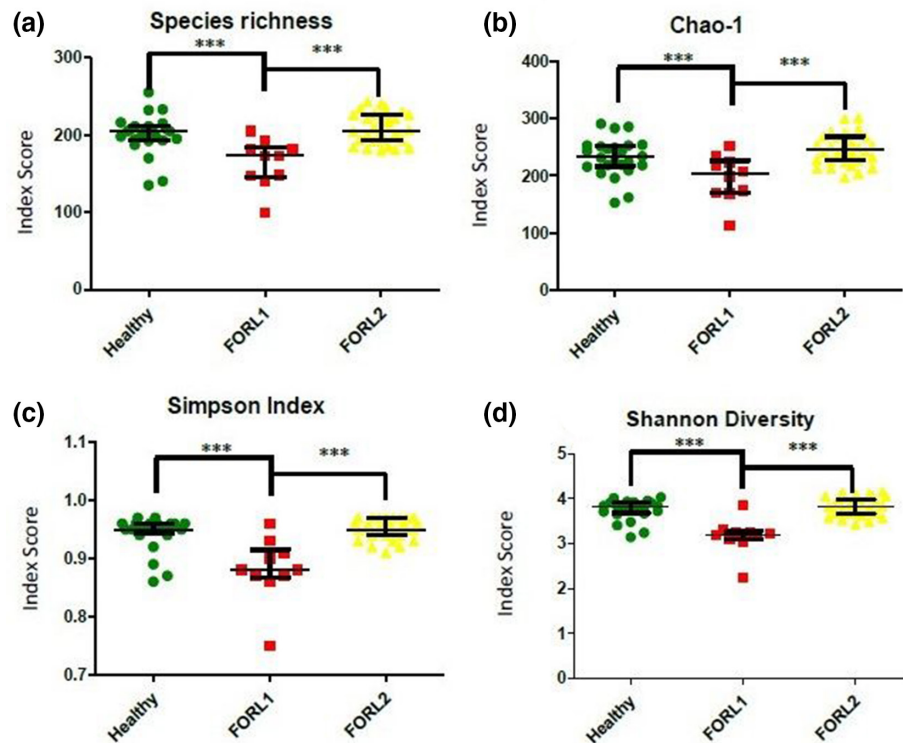 (a)
Species richness
***
***
300
200
100
0
Index Score
Healthy
FORL1
FORL2
(b)
Chao-1
***
***
400
300
200
100
0
Index Score
Healthy
FORL1
FORL2
(c)
Simpson Index
***
***
1.1
1.0
0.9
0.8
0.7
Index Score
Healthy
FORL1
FORL2
(d)
Shannon Diversity
***
***
5
4
3
2
1
0
Index Score
Healthy
FORL1
FORL2